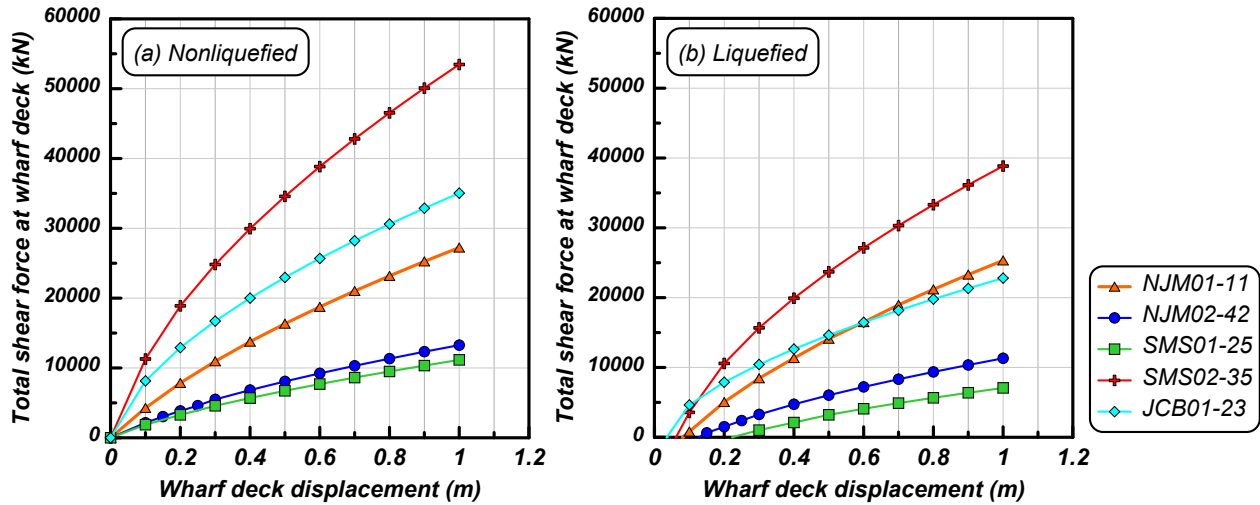 (a) Nonliquefied
Total shear force at wharf deck (kN)
60000
50000
40000
30000
20000
10000
0
0
0.2
0.4
0.6
0.8
1
1.2
Wharf deck displacement (m)
(b) Liquefied
Total shear force at wharf deck (kN)
60000
50000
40000
30000
20000
10000
0
0
0.2
0.4
0.6
0.8
1
1.2
Wharf deck displacement (m)
NJM01-11
NJM02-42
SMS01-25
SMS02-35
JCB01-23